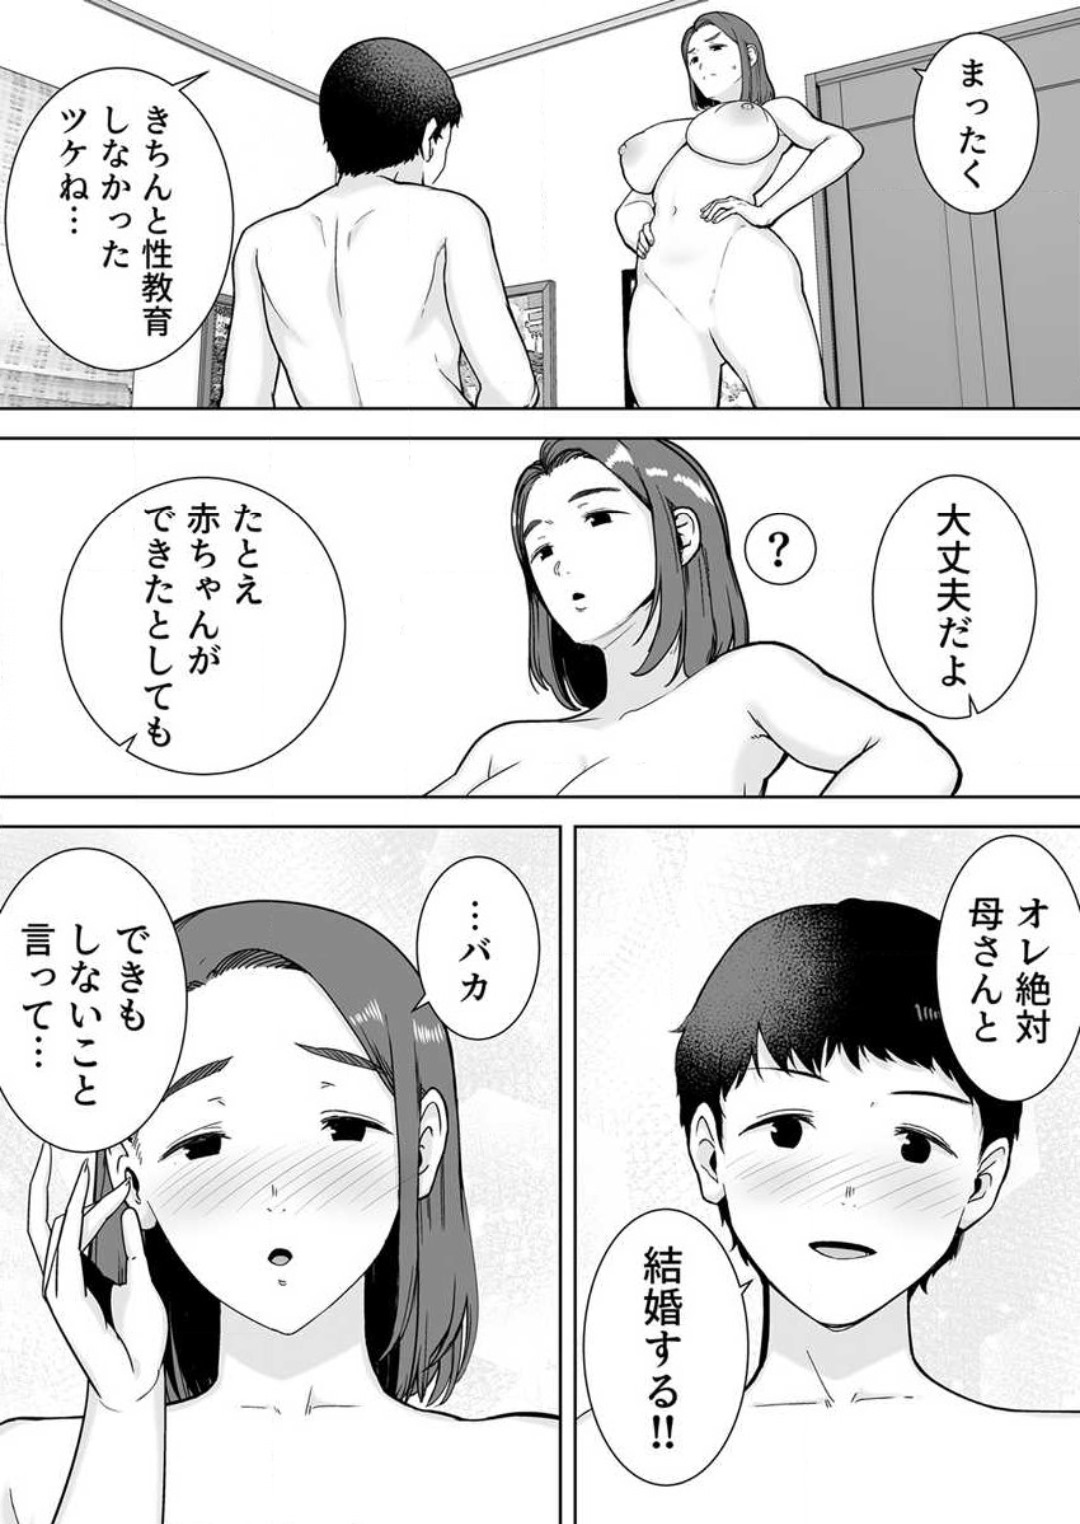 まったく
きちんと性教育
しなかった
ツケね…
大丈夫だよ
？
たとえ
赤ちゃんが
できたとしても
オレ絶対
母さんと
結婚する!!
…バカ
できも
しないこと
言って…